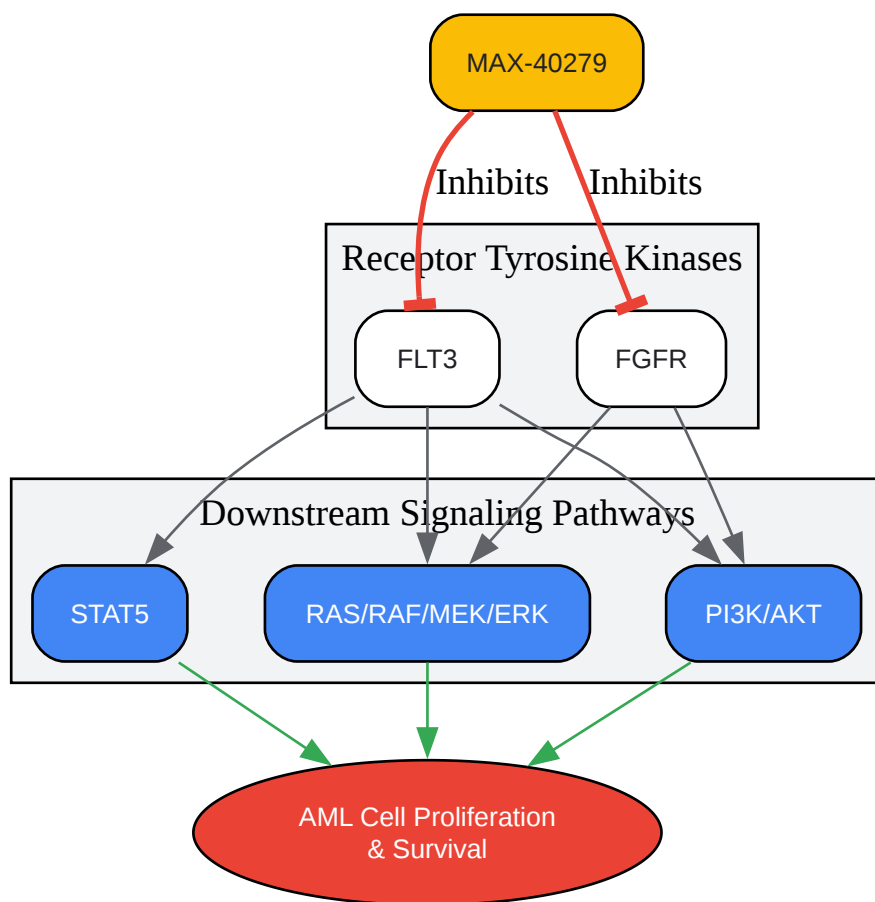 MAX-40279
Inhibits
Inhibits
Receptor Tyrosine Kinases
FLT3
FGFR
Downstream Signaling Pathways
STAT5
RAS/RAF/MEK/ERK
PI3K/AKT
AML Cell Proliferation
& Survival